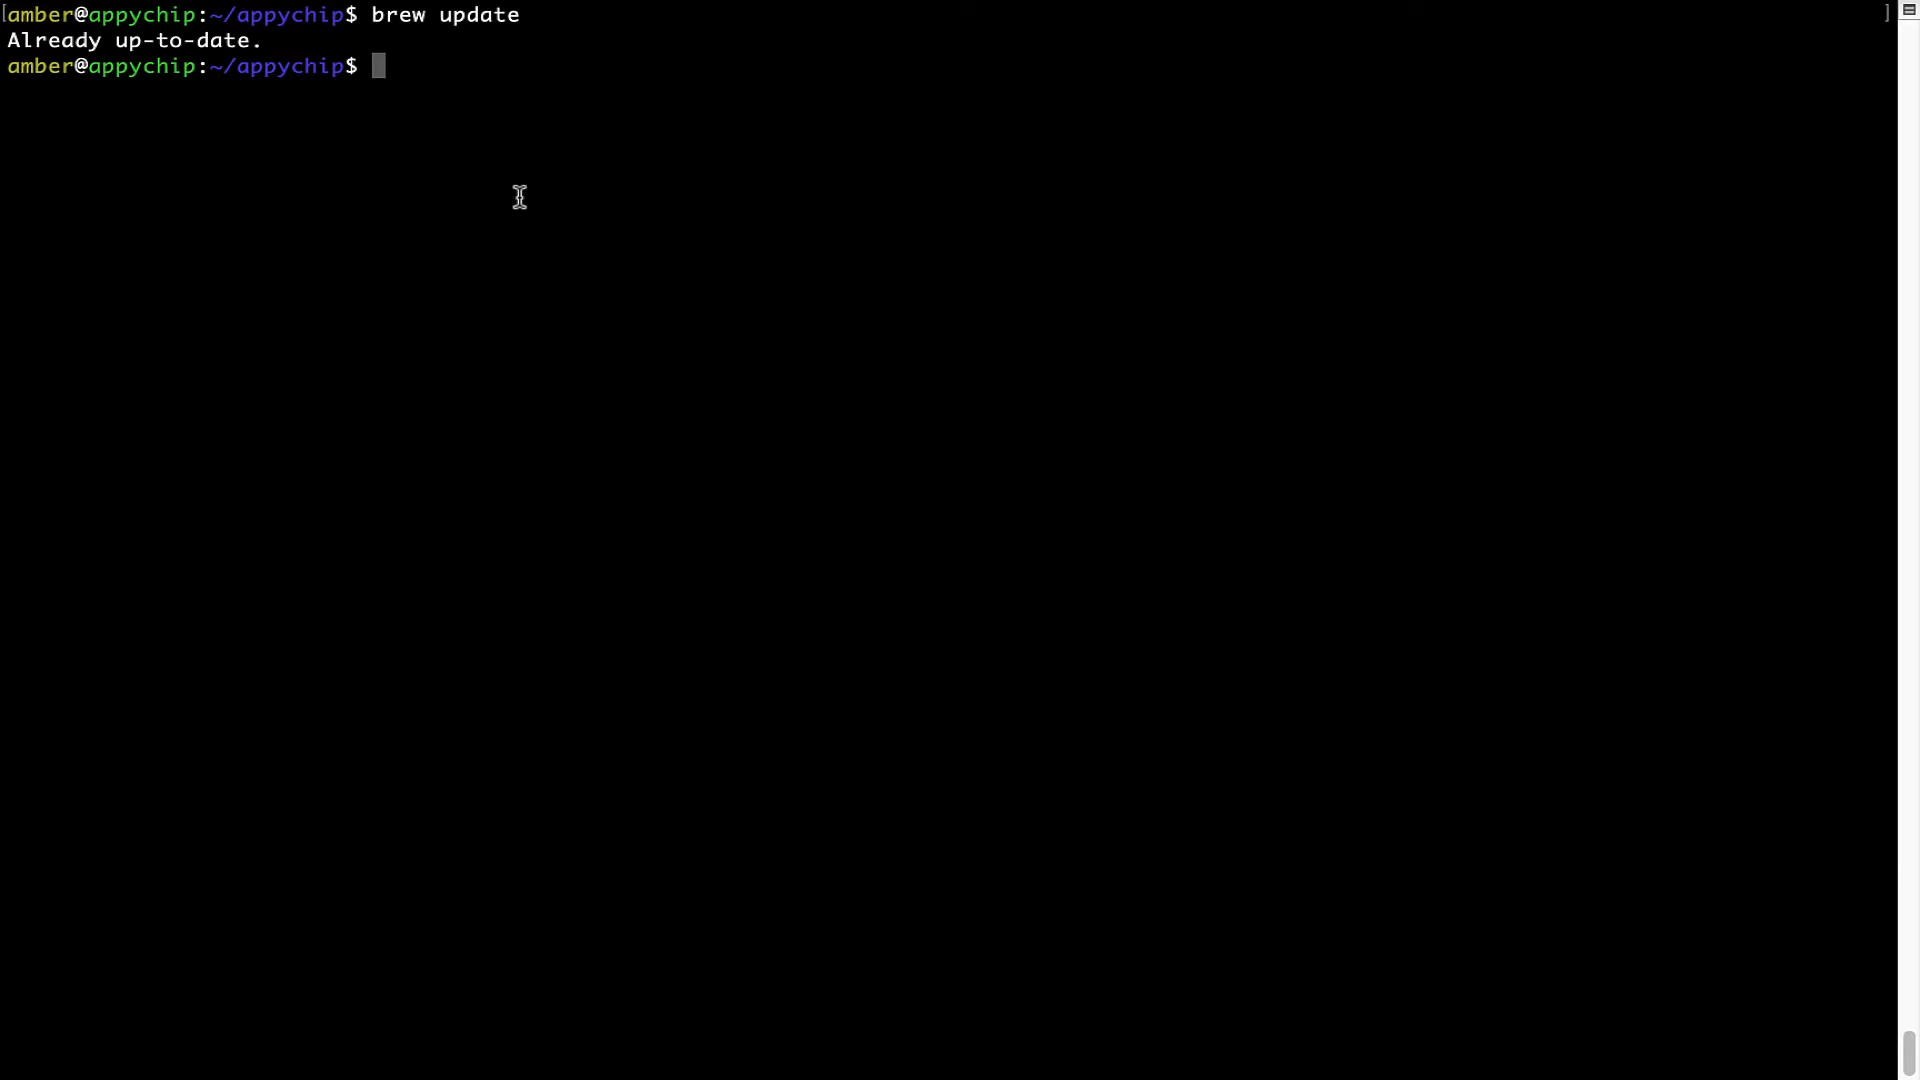 [amber@appychip:~/appychip$ brew update ]
Already up-to-date.
amber@appychip:~/appychip$